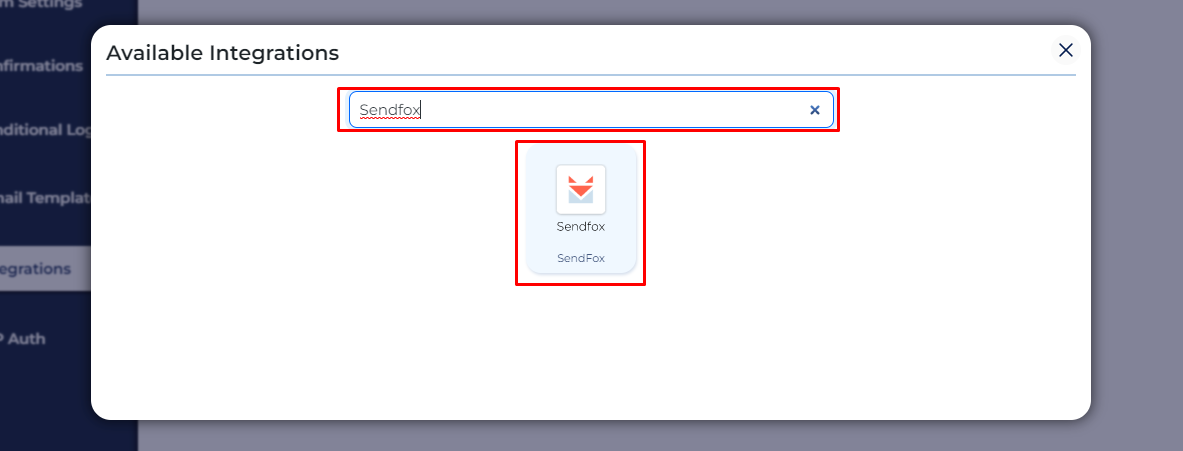 m Settings
Available Integrations
nfirmations
Sendfox
nditional Log
nail Templat
Sendfox
SendFox
egrations
P Auth